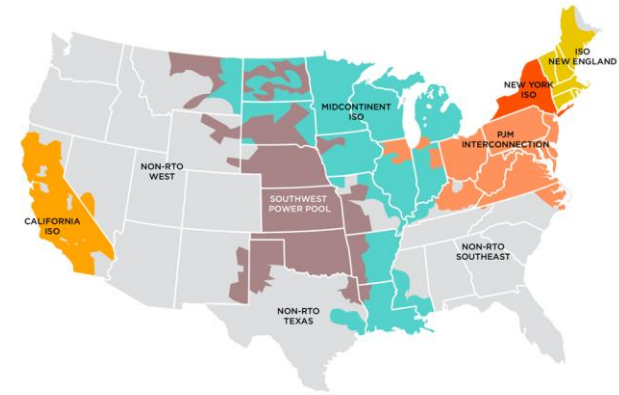 ISO
NEW ENGLAND
NEW YORK
ISO
MIDCONTINENT
ISO
PJM
INTERCONNECTION
NON-RTO
WEST
SOUTHWEST
POWER POOL
CALIFORNIA
ISO
NON-RTO
SOUTHEAST
NON-RTO
TEXAS